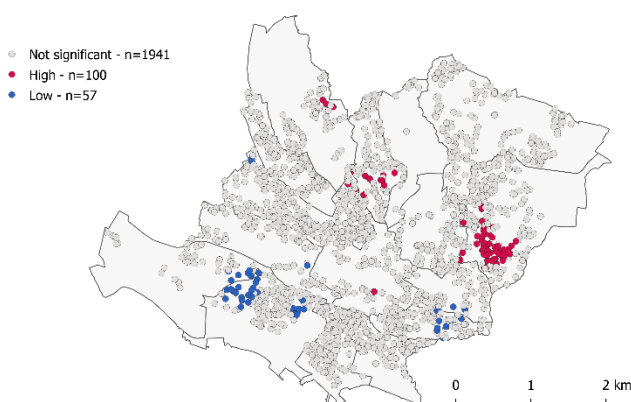 Not significant - n=1941
High - n=100
Low - n=57
0 1 2 km